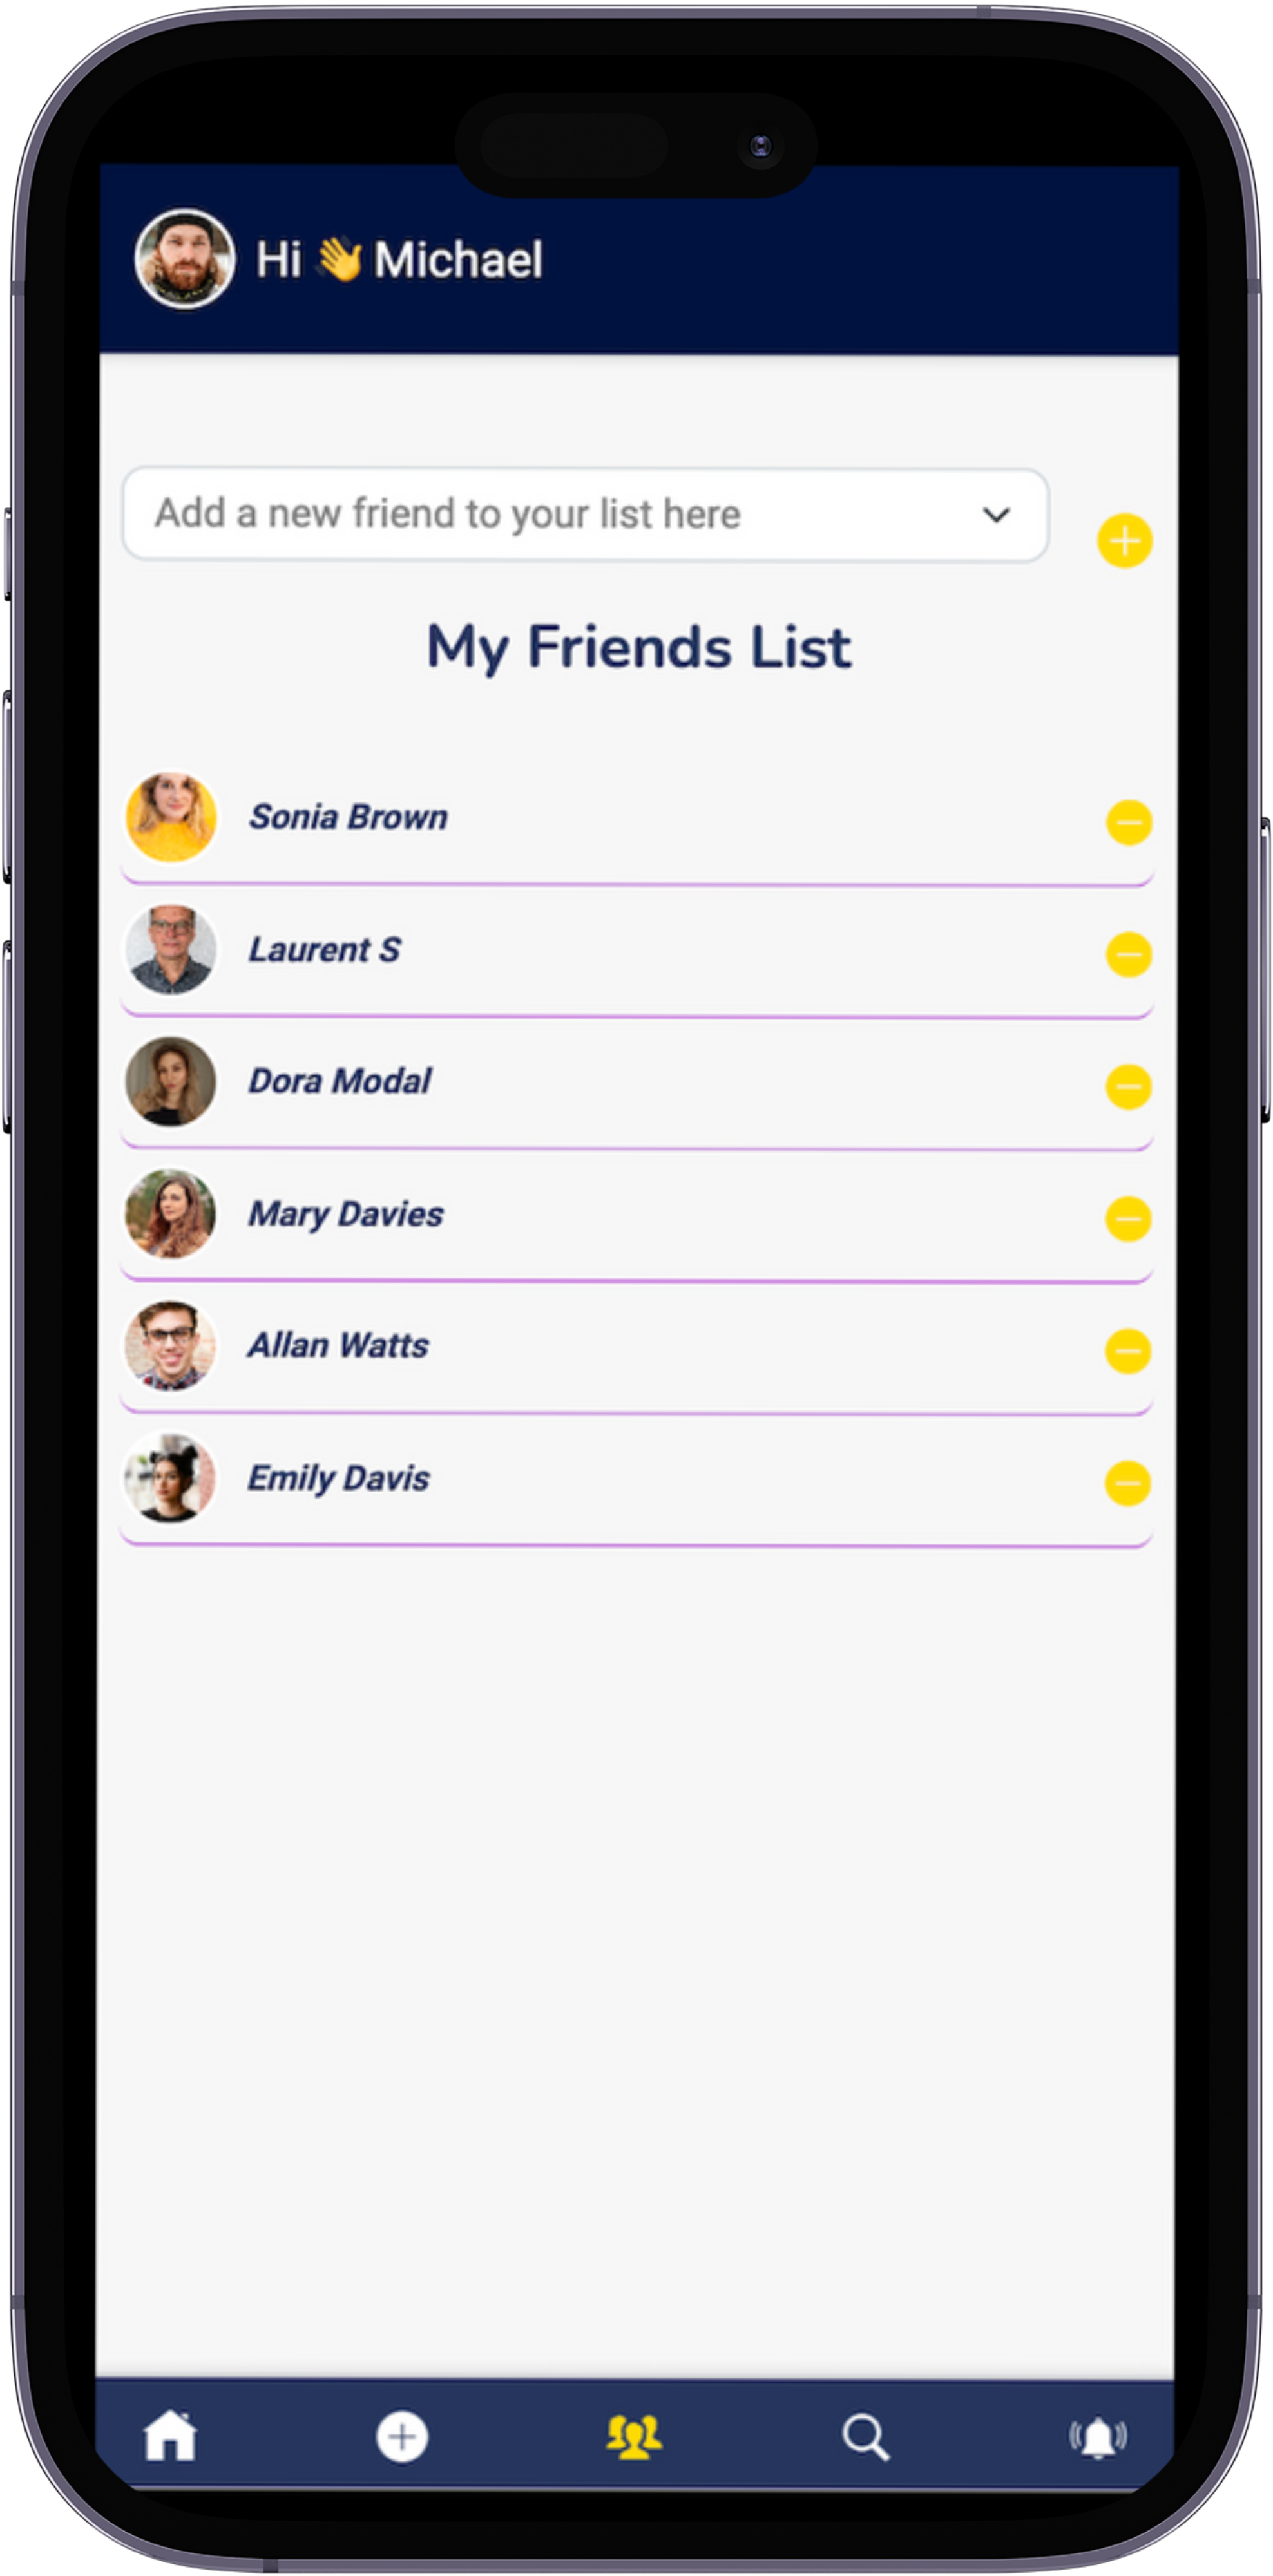 Hi 👋 Michael
Add a new friend to your list here
My Friends List
Sonia Brown
Laurent S
Dora Modal
Mary Davies
Allan Watts
Emily Davis